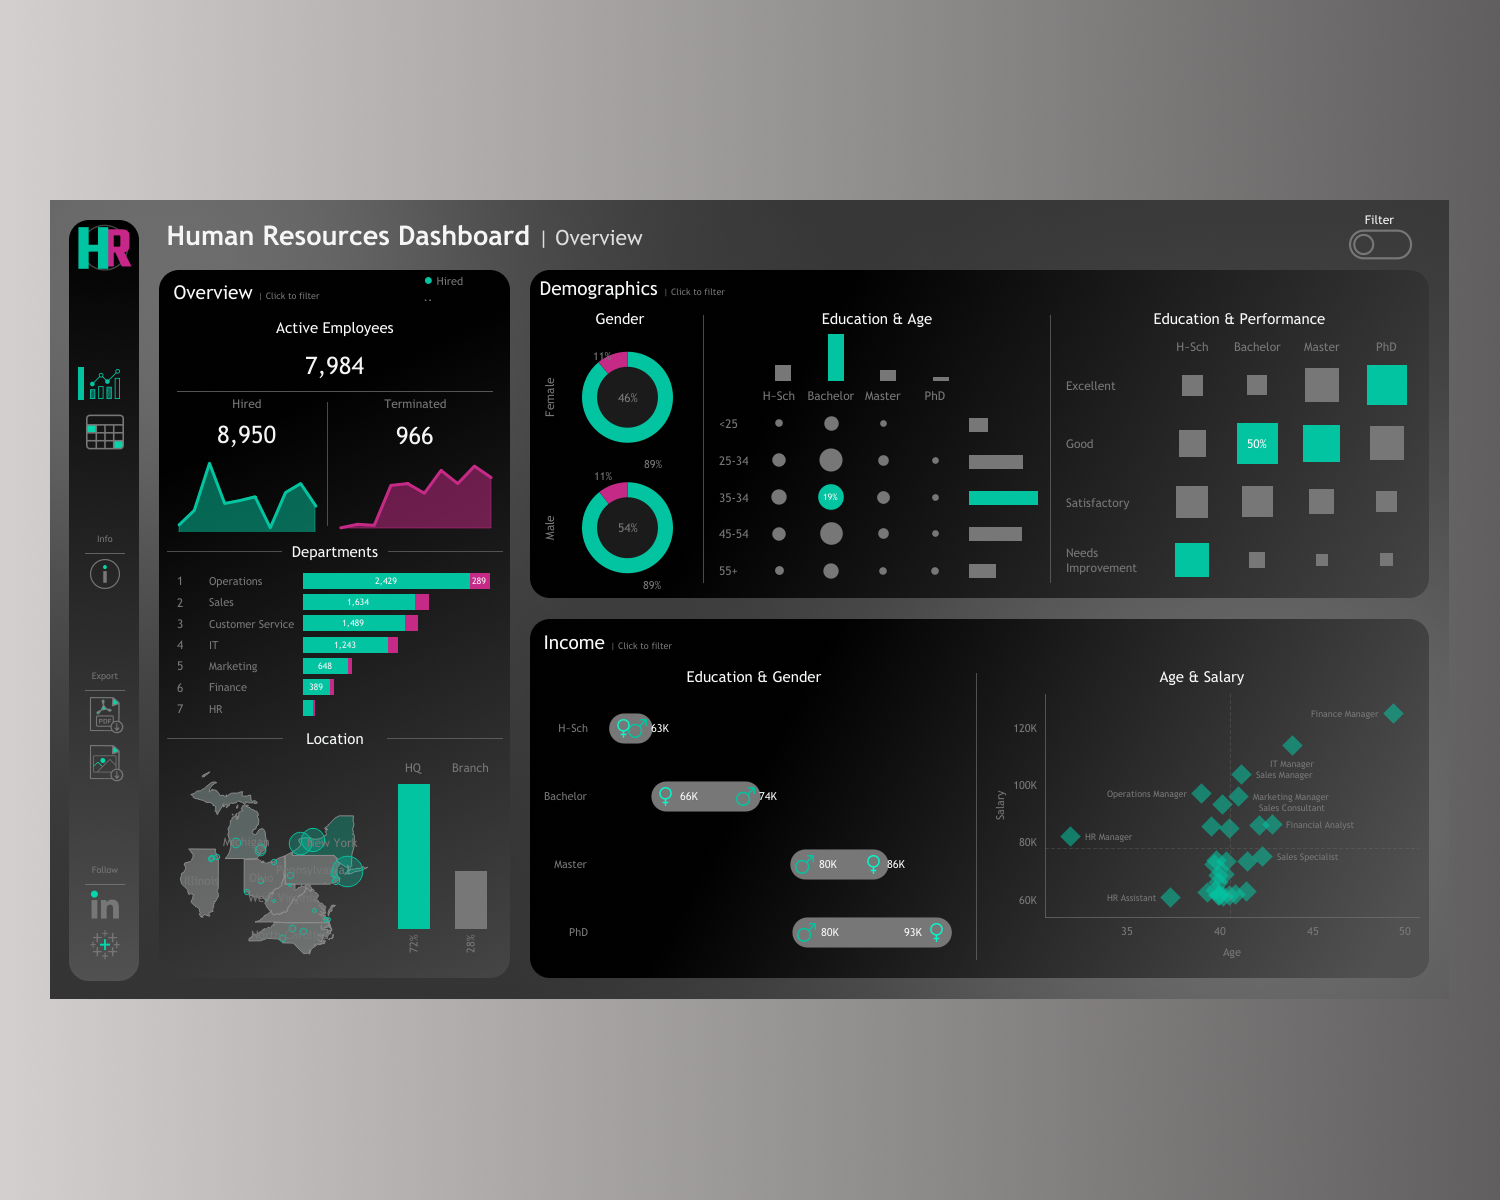 HR
Human Resources Dashboard | Overview
Filter
Info
Export
PDF
Follow
in
Overview | Click to filter
Hired
..
Active Employees
7,984
Hired
Terminated
8,950
966
Departments
1 Operations 2,429 289
2 Sales 1,634
3 Customer Service 1,489
4 IT 1,243
5 Marketing 648
6 Finance 389
7 HR
Location
HQ Branch
Michigan
New York
Illinois
Ohio
Pennsylvania
72% 28%
Demographics | Click to filter
Gender
Female
11%
46%
89%
Male
11%
54%
89%
Education & Age
H-Sch Bachelor Master PhD
<25
25-34
35-34 19%
45-54
55+
Education & Performance
H-Sch Bachelor Master PhD
Excellent
Good 50%
Satisfactory
Needs
Improvement
Income | Click to filter
Education & Gender
H-Sch 63K
Bachelor 66K 74K
Master 80K 86K
PhD 80K 93K
Age & Salary
Salary
120K
100K
80K
60K
Finance Manager
IT Manager
Sales Manager
Operations Manager
Marketing Manager
Sales Consultant
Financial Analyst
HR Manager
Sales Specialist
HR Assistant
35 40 45 50
Age